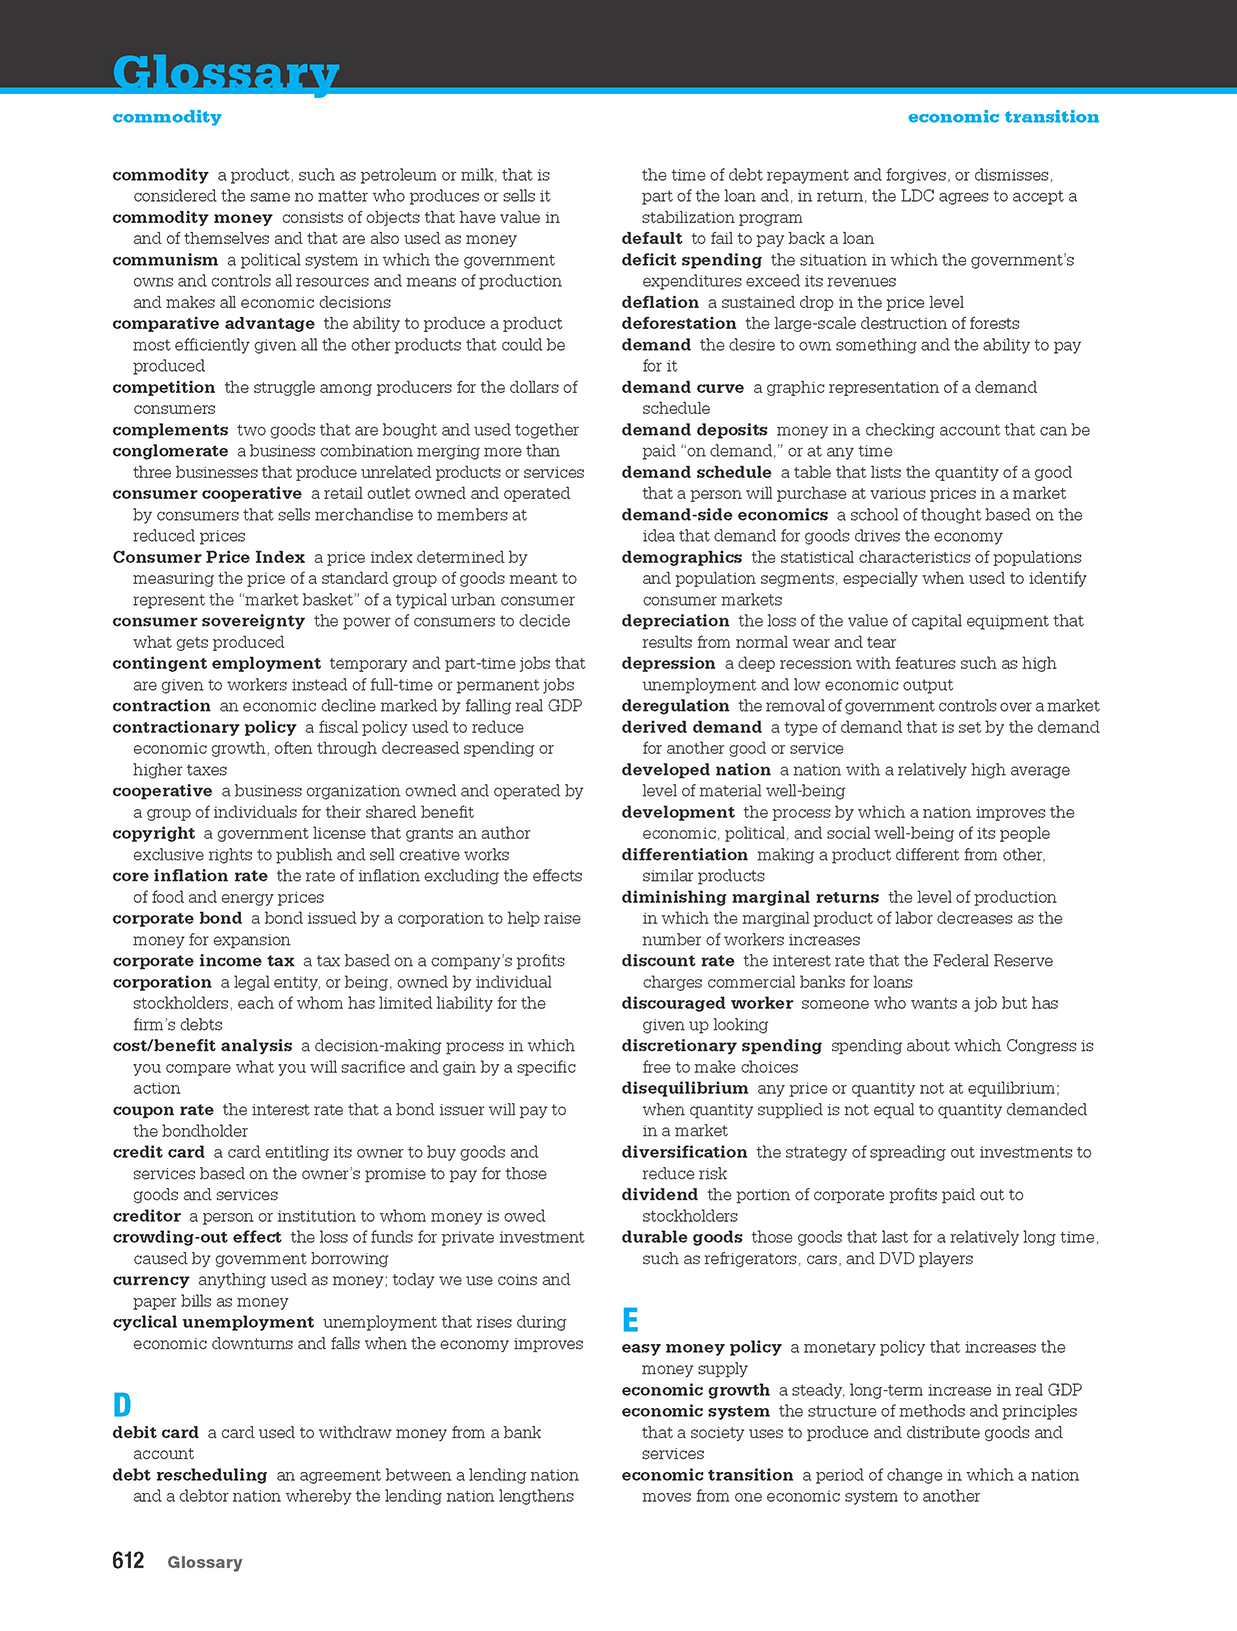 Glossary
commodity
economic transition
commodity a product, such as petroleum or milk, that is
considered the same no matter who produces or sells it
commodity money consists of objects that have value in
and of themselves and that are also used as money
communism a political system in which the government
owns and controls all resources and means of production
and makes all economic decisions
comparative advantage the ability to produce a product
most efficiently given all the other products that could be
produced
competition the struggle among producers for the dollars of
consumers
complements two goods that are bought and used together
conglomerate a business combination merging more than
three businesses that produce unrelated products or services
consumer cooperative a retail outlet owned and operated
by consumers that sells merchandise to members at
reduced prices
Consumer Price Index a price index determined by
measuring the price of a standard group of goods meant to
represent the “market basket” of a typical urban consumer
consumer sovereignty the power of consumers to decide
what gets produced
contingent employment temporary and part-time jobs that
are given to workers instead of full-time or permanent jobs
contraction an economic decline marked by falling real GDP
contractionary policy a fiscal policy used to reduce
economic growth, often through decreased spending or
higher taxes
cooperative a business organization owned and operated by
a group of individuals for their shared benefit
copyright a government license that grants an author
exclusive rights to publish and sell creative works
core inflation rate the rate of inflation excluding the effects
of food and energy prices
corporate bond a bond issued by a corporation to help raise
money for expansion
corporate income tax a tax based on a company’s profits
corporation a legal entity, or being, owned by individual
stockholders, each of whom has limited liability for the
firm’s debts
cost/benefit analysis a decision-making process in which
you compare what you will sacrifice and gain by a specific
action
coupon rate the interest rate that a bond issuer will pay to
the bondholder
credit card a card entitling its owner to buy goods and
services based on the owner’s promise to pay for those
goods and services
creditor a person or institution to whom money is owed
crowding-out effect the loss of funds for private investment
caused by government borrowing
currency anything used as money; today we use coins and
paper bills as money
cyclical unemployment unemployment that rises during
economic downturns and falls when the economy improves
D
debit card a card used to withdraw money from a bank
account
debt rescheduling an agreement between a lending nation
and a debtor nation whereby the lending nation lengthens
the time of debt repayment and forgives, or dismisses,
part of the loan and, in return, the LDC agrees to accept a
stabilization program
default to fail to pay back a loan
deficit spending the situation in which the government’s
expenditures exceed its revenues
deflation a sustained drop in the price level
deforestation the large-scale destruction of forests
demand the desire to own something and the ability to pay
for it
demand curve a graphic representation of a demand
schedule
demand deposits money in a checking account that can be
paid “on demand,” or at any time
demand schedule a table that lists the quantity of a good
that a person will purchase at various prices in a market
demand-side economics a school of thought based on the
idea that demand for goods drives the economy
demographics the statistical characteristics of populations
and population segments, especially when used to identify
consumer markets
depreciation the loss of the value of capital equipment that
results from normal wear and tear
depression a deep recession with features such as high
unemployment and low economic output
deregulation the removal of government controls over a market
derived demand a type of demand that is set by the demand
for another good or service
developed nation a nation with a relatively high average
level of material well-being
development the process by which a nation improves the
economic, political, and social well-being of its people
differentiation making a product different from other,
similar products
diminishing marginal returns the level of production
in which the marginal product of labor decreases as the
number of workers increases
discount rate the interest rate that the Federal Reserve
charges commercial banks for loans
discouraged worker someone who wants a job but has
given up looking
discretionary spending spending about which Congress is
free to make choices
disequilibrium any price or quantity not at equilibrium;
when quantity supplied is not equal to quantity demanded
in a market
diversification the strategy of spreading out investments to
reduce risk
dividend the portion of corporate profits paid out to
stockholders
durable goods those goods that last for a relatively long time,
such as refrigerators, cars, and DVD players
E
easy money policy a monetary policy that increases the
money supply
economic growth a steady, long-term increase in real GDP
economic system the structure of methods and principles
that a society uses to produce and distribute goods and
services
economic transition a period of change in which a nation
moves from one economic system to another
612 Glossary